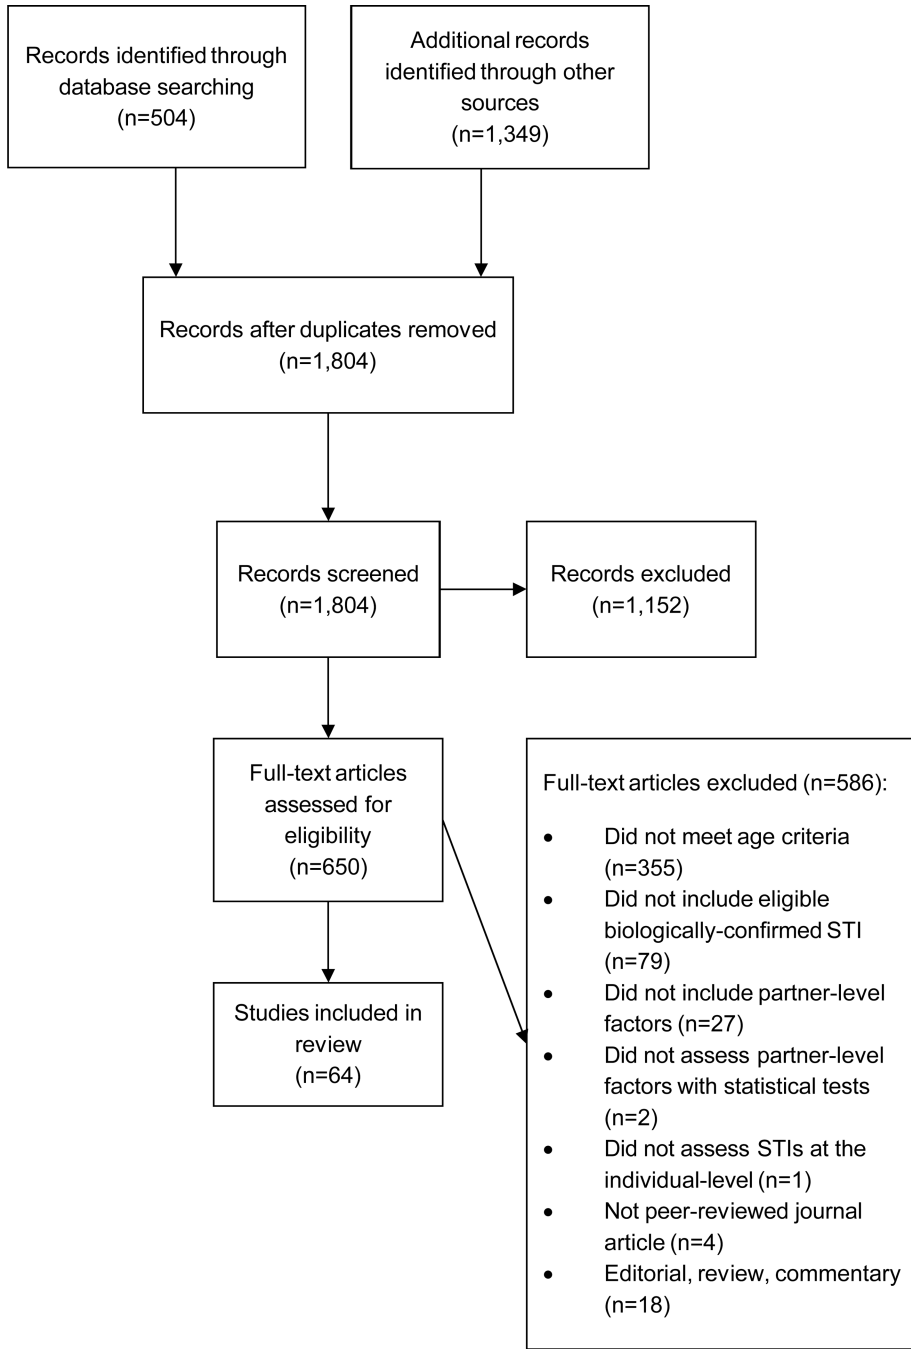 Records identified through
database searching
(n=504)
Additional records
identified through other
sources
(n=1,349)
Records after duplicates removed
(n=1,804)
Records screened
(n=1,804)
Records excluded
(n=1,152)
Full-text articles
assessed for
eligibility
(n=650)
Full-text articles excluded (n=586):
• Did not meet age criteria
(n=355)
• Did not include eligible
biologically-confirmed STI
(n=79)
• Did not include partner-level
factors (n=27)
• Did not assess partner-level
factors with statistical tests
(n=2)
• Did not assess STIs at the
individual-level (n=1)
• Not peer-reviewed journal
article (n=4)
• Editorial, review, commentary
(n=18)
Studies included in
review
(n=64)